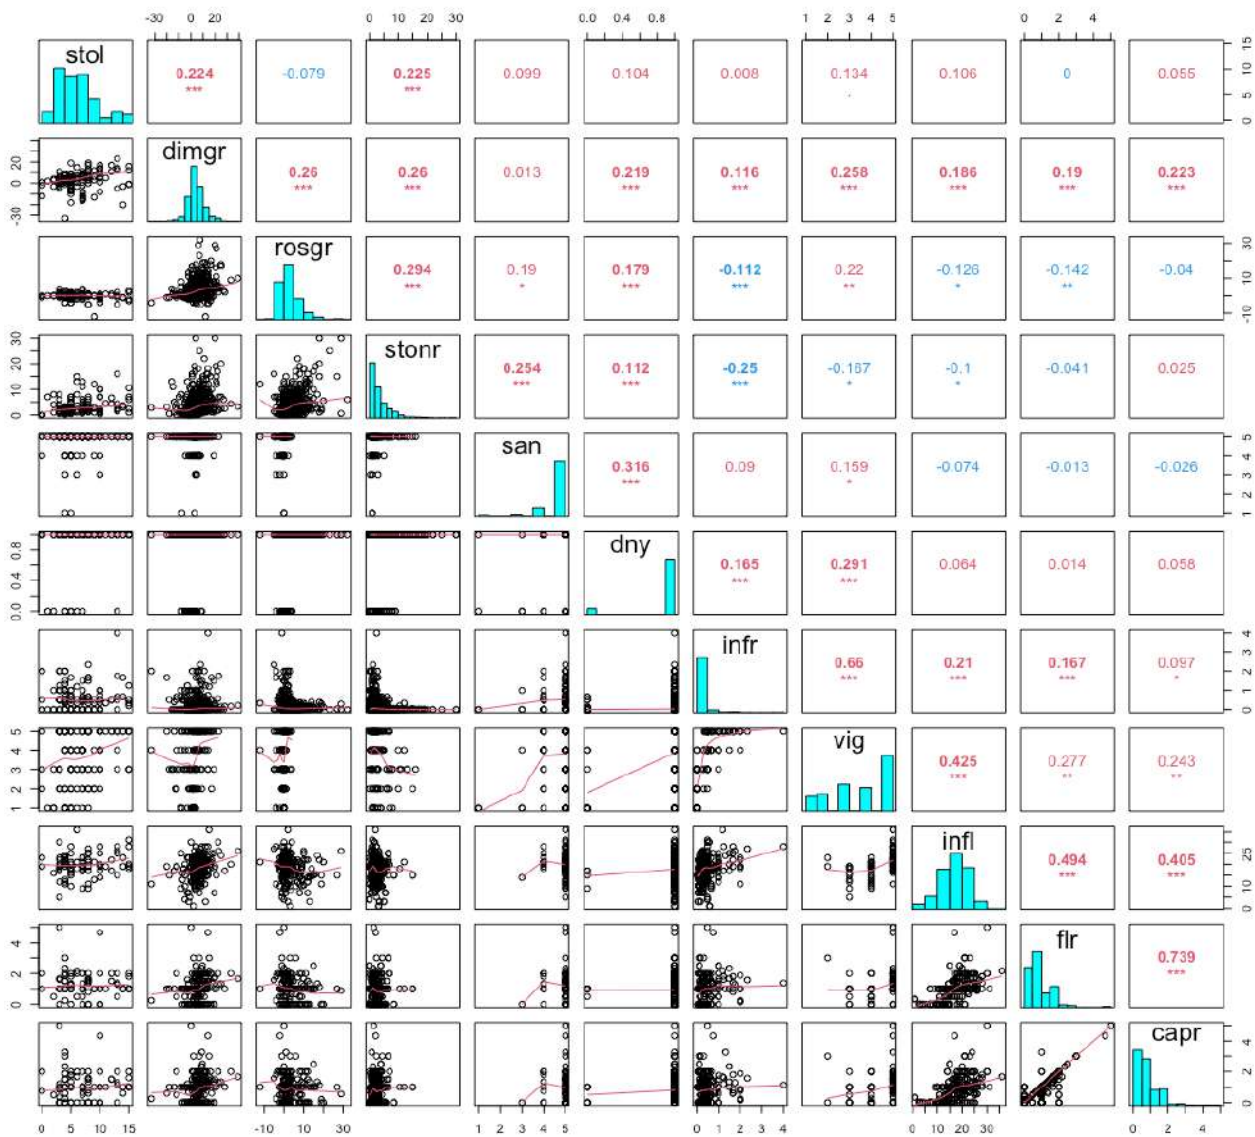 -30 0 20 0 10 20 30 0.0 0.4 0.8 1 2 3 4 5 0 2 4
stol 0.224 -0.079 0.225 0.099 0.104 0.008 0.134 0.106 0 0.055 0 5 10 15
*** *** .
-30 0 20 dimgr 0.26 0.26 0.013 0.219 0.116 0.258 0.186 0.19 0.223
*** *** *** *** *** *** *** ***
rosgr 0.294 0.19 0.179 -0.112 0.22 -0.126 -0.142 -0.04 -10 10 30
*** * *** *** ** * **
0 10 20 30 stonr 0.254 0.112 -0.25 -0.167 -0.1 -0.041 0.025
*** *** *** * *
san 0.316 0.09 0.159 -0.074 -0.013 -0.026 1 2 3 4 5
*** *
0.0 0.4 0.8 dny 0.165 0.291 0.064 0.014 0.058
*** ***
infr 0.66 0.21 0.167 0.097 0 1 2 3 4
*** *** *** *
1 2 3 4 5 vig 0.425 0.277 0.243
*** ** **
infl 0.494 0.405 0 10 25
*** ***
0 1 2 3 4 flr 0.739
***
capr 0 2 4
0 5 10 15 -10 10 30 1 2 3 4 5 0 1 2 3 4 0 10 20 30 0 1 2 3 4 5